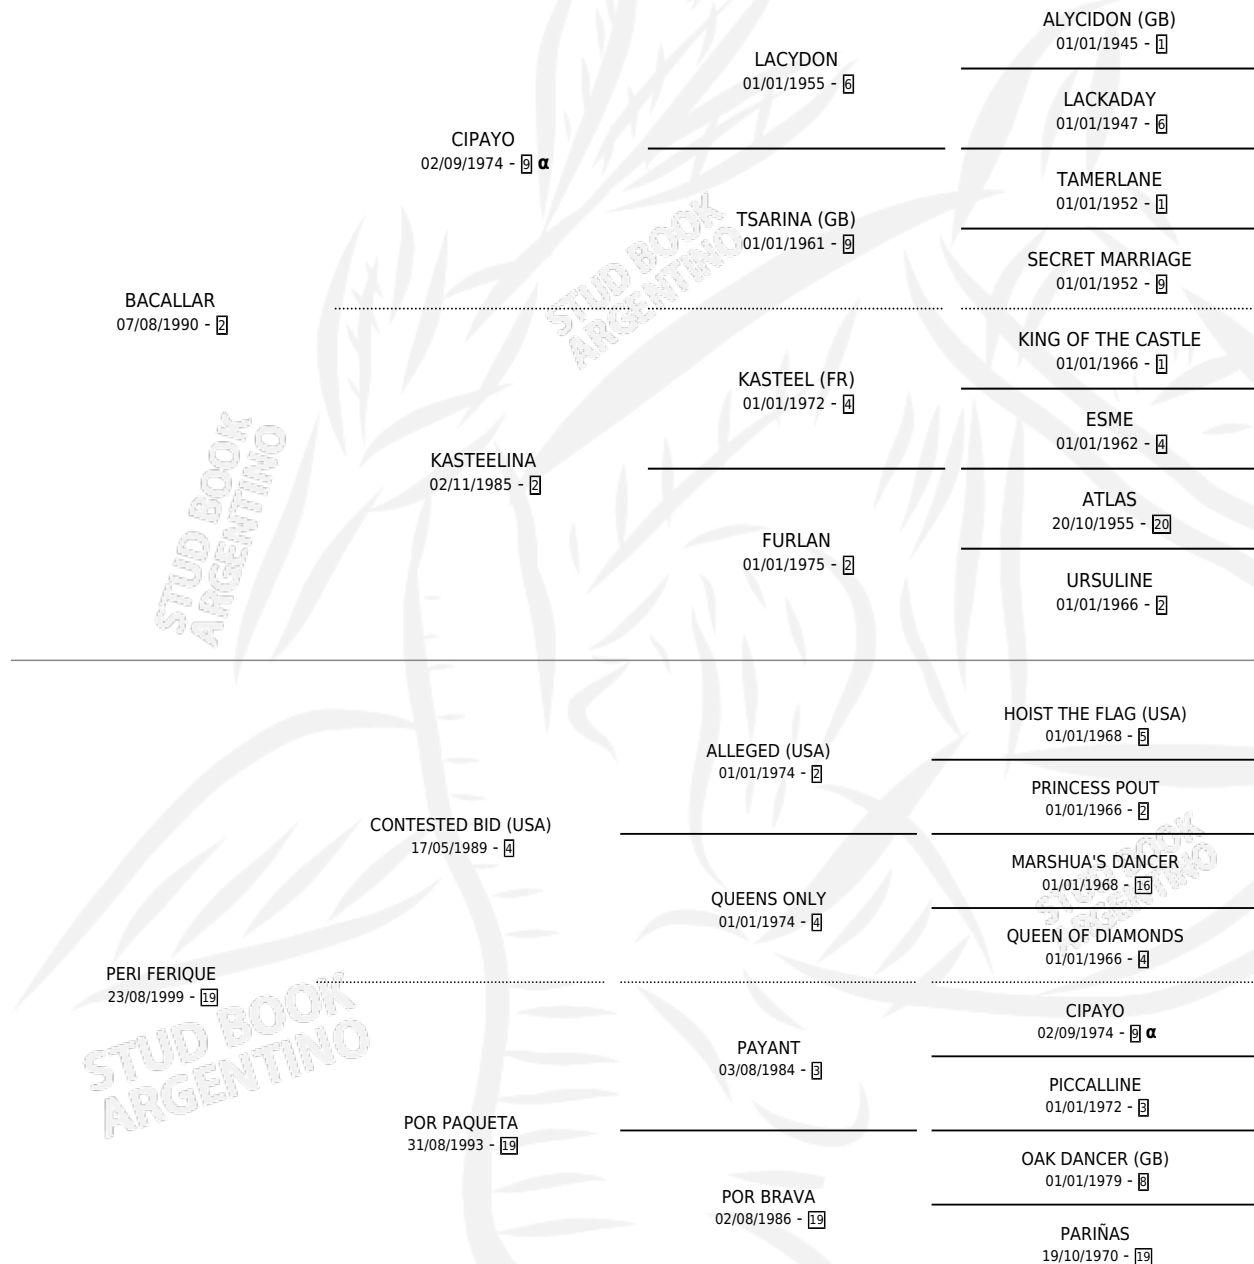 ALYCIDON (GB)
01/01/1945 - 1
LACYDON
01/01/1955 - 6
LACKADAY
01/01/1947 - 6
CIPAYO
02/09/1974 - 9 α
TAMERLANE
01/01/1952 - 1
TSARINA (GB)
01/01/1961 - 9
SECRET MARRIAGE
01/01/1952 - 9
BACALLAR
07/08/1990 - 2
STUD BOOK
ARGENTINO
KING OF THE CASTLE
01/01/1966 - 1
KASTEEL (FR)
01/01/1972 - 4
ESME
01/01/1962 - 4
KASTEELINA
02/11/1985 - 2
STUD BOOK
ARGENTINO
ATLAS
20/10/1955 - 20
FURLAN
01/01/1975 - 2
URSULINE
01/01/1966 - 2
HOIST THE FLAG (USA)
01/01/1968 - 5
ALLEGED (USA)
01/01/1974 - 2
PRINCESS POUT
01/01/1966 - 2
CONTESTED BID (USA)
17/05/1989 - 4
MARSHUA'S DANCER
01/01/1968 - 16
STUD BOOK
ARGENTINO
QUEENS ONLY
01/01/1974 - 4
QUEEN OF DIAMONDS
01/01/1966 - 4
PERI FERIQUE
23/08/1999 - 19
STUD BOOK
ARGENTINO
CIPAYO
02/09/1974 - 9 α
PAYANT
03/08/1984 - 3
PICCALLINE
01/01/1972 - 3
POR PAQUETA
31/08/1993 - 19
OAK DANCER (GB)
01/01/1979 - 8
POR BRAVA
02/08/1986 - 19
PARIÑAS
19/10/1970 - 19